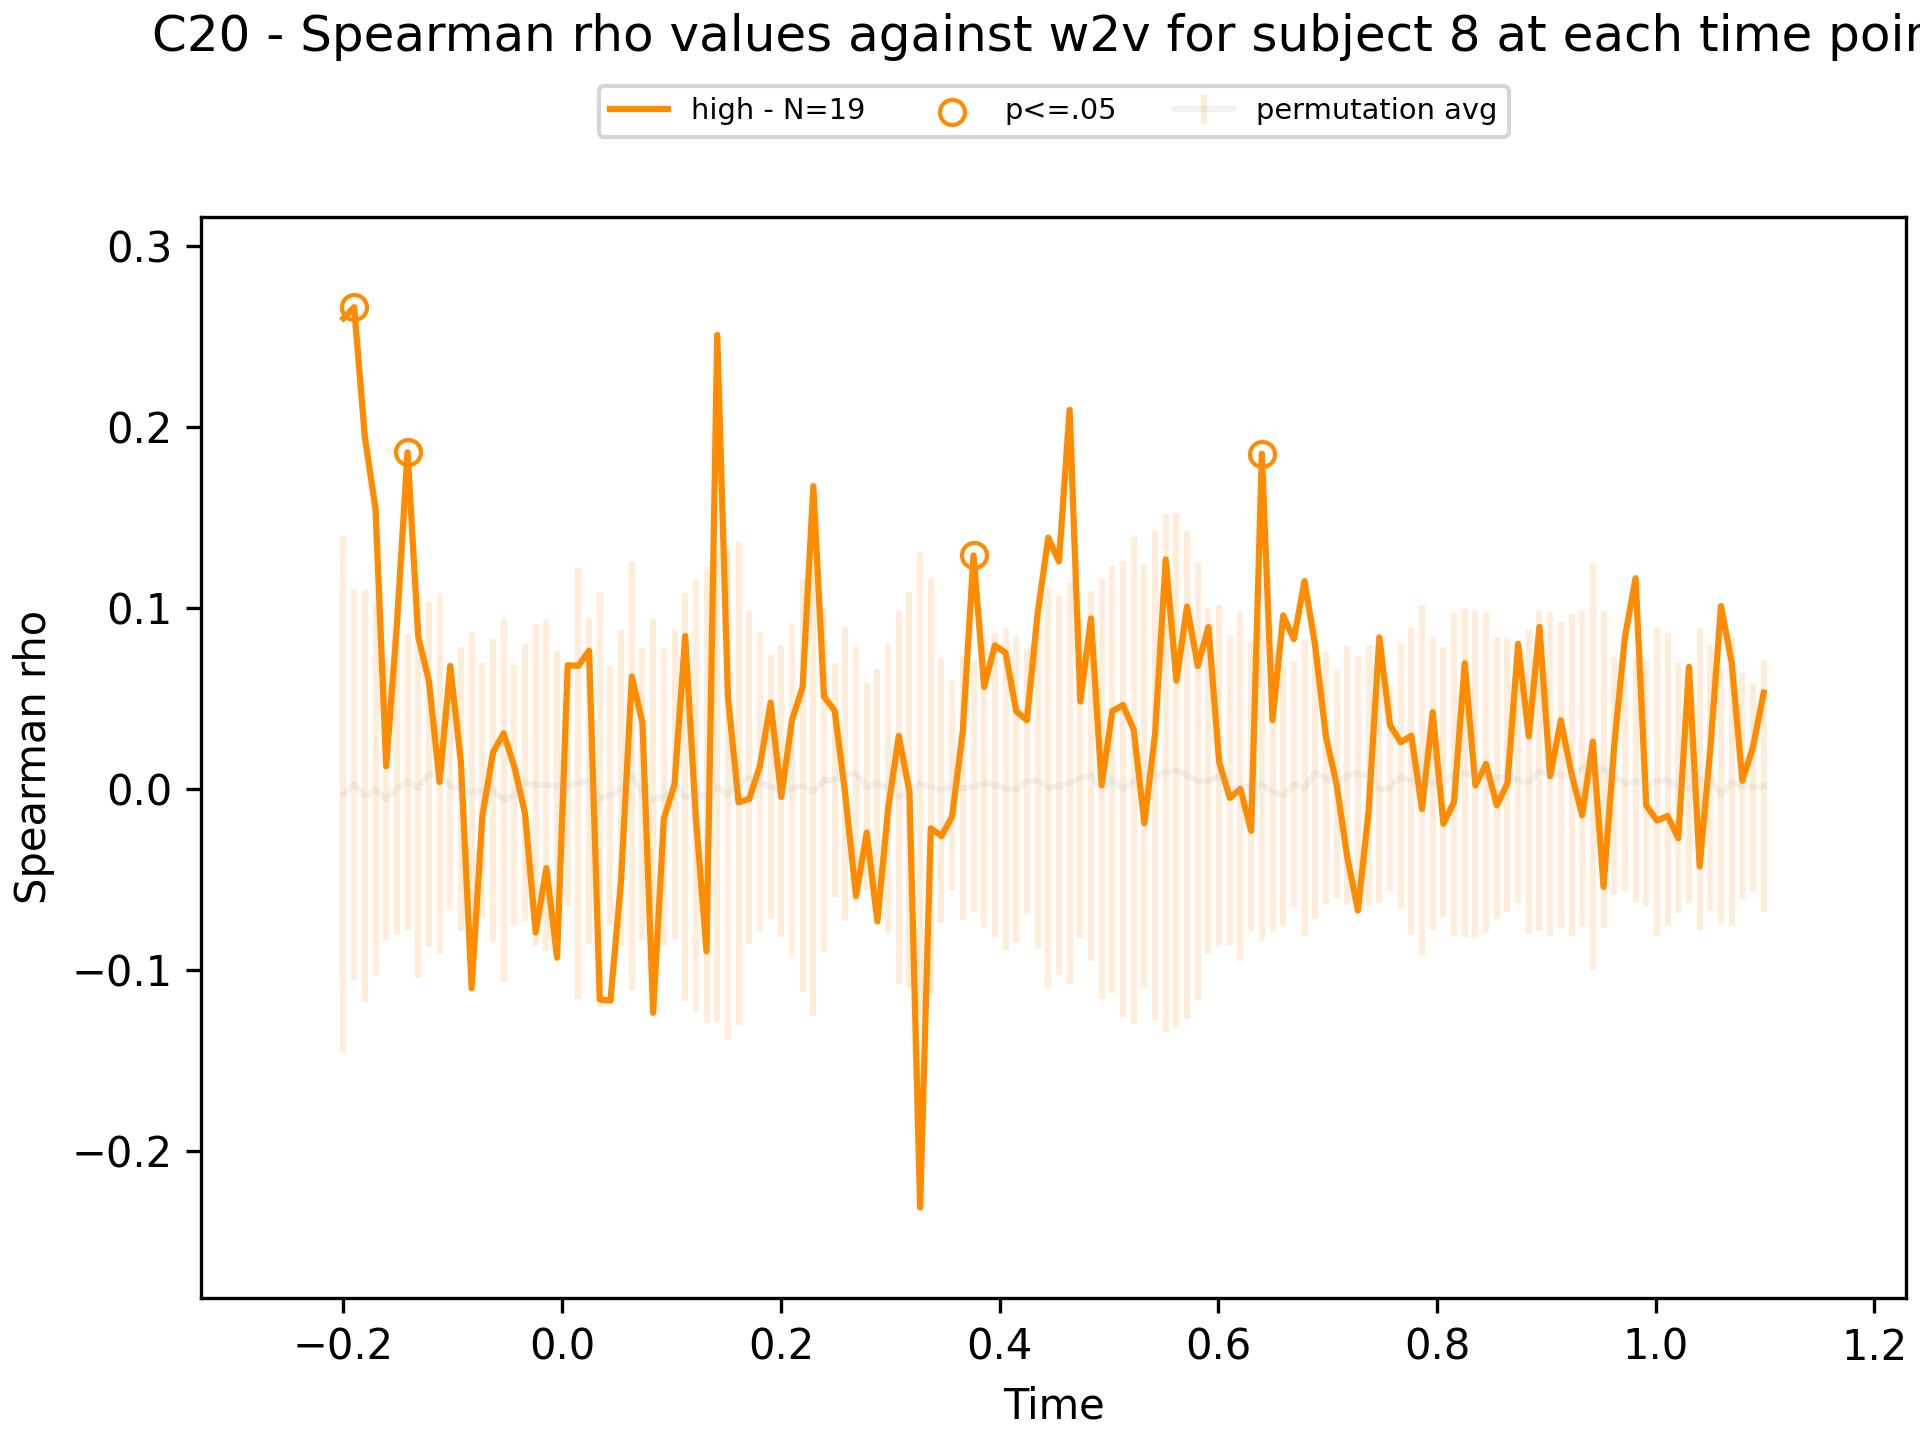 C20 - Spearman rho values against w2v for subject 8 at each time poin
high - N=19 p<=.05 permutation avg
0.3
0.2
0.1
0.0
−0.1
−0.2
Spearman rho
−0.2 0.0 0.2 0.4 0.6 0.8 1.0 1.2
Time